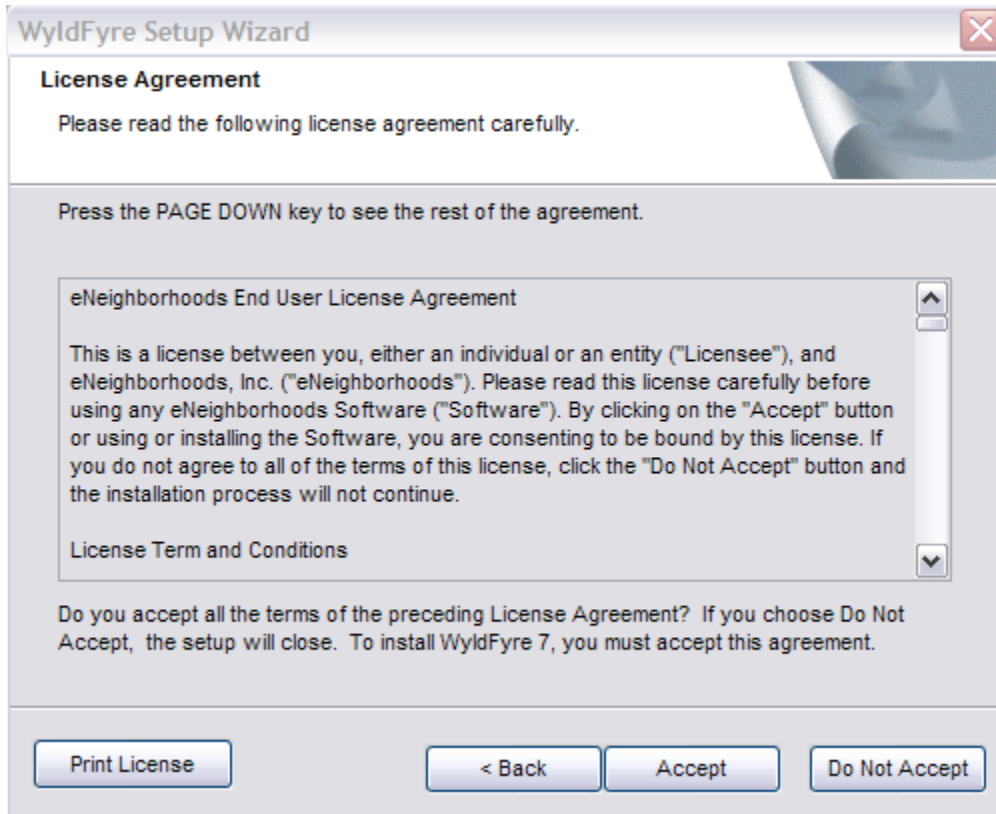 WyldFyre Setup Wizard
License Agreement
Please read the following license agreement carefully.
Press the PAGE DOWN key to see the rest of the agreement.
eNeighborhoods End User License Agreement
This is a license between you, either an individual or an entity ("Licensee"), and
eNeighborhoods, Inc. ("eNeighborhoods"). Please read this license carefully before
using any eNeighborhoods Software ("Software"). By clicking on the "Accept" button
or using or installing the Software, you are consenting to be bound by this license. If
you do not agree to all of the terms of this license, click the "Do Not Accept" button and
the installation process will not continue.
License Term and Conditions
Do you accept all the terms of the preceding License Agreement?  If you choose Do Not
Accept,  the setup will close.  To install WyldFyre 7, you must accept this agreement.
Print License
< Back
Accept
Do Not Accept